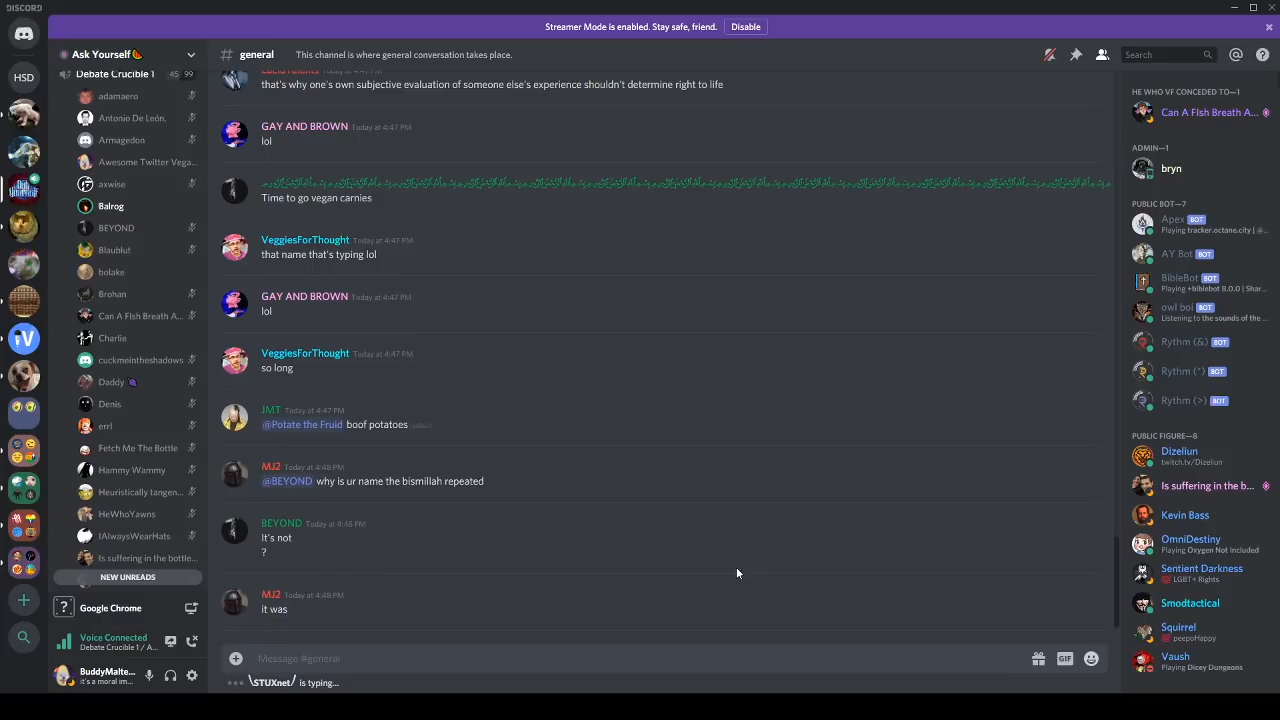 DISCORD
Streamer Mode is enabled. Stay safe, friend.
Disable
Ask Yourself🍉
Debate Crucible 1
45 99
adamaero
Antonio De León.
Armagedon
Awesome Twitter Vega...
axwise
Balrog
BEYOND
Blaublut
bolake
Brohan
Can A FIsh Breath A...
Charlie
cuckmeintheshadows
Daddy 🍇
Denis
errl
Fetch Me The Bottle
Hammy Wammy
Heuristically tangen...
HeWhoYawns
IAlwaysWearHats
Is suffering in the bottle...
NEW UNREADS
Google Chrome
Voice Connected
Debate Crucible 1 / A...
BuddyMalte...
it's a moral im...
HSD
# general
This channel is where general conversation takes place.
Search
Today at 4:47 PM
that's why one's own subjective evaluation of someone else's experience shouldn't determine right to life
GAY AND BROWN Today at 4:47 PM
lol
Time to go vegan carnies
VeggiesForThought Today at 4:47 PM
that name that's typing lol
GAY AND BROWN Today at 4:47 PM
lol
VeggiesForThought Today at 4:47 PM
so long
JMT Today at 4:47 PM
@Potate the Fruid boof potatoes (edited)
MJ2 Today at 4:48 PM
@BEYOND why is ur name the bismillah repeated
BEYOND Today at 4:48 PM
It's not
?
MJ2 Today at 4:48 PM
it was
Message #general
GIF
\STUXnet/ is typing...
HE WHO VF CONCEDED TO—1
Can A FIsh Breath A...
ADMIN—1
bryn
PUBLIC BOT—7
Apex BOT
Playing tracker.octane.city | @...
AY Bot BOT
BibleBot BOT
Playing +biblebot 8.0.0 | Shar...
owl boi BOT
Listening to the sounds of the ...
Rythm (&) BOT
Rythm (*) BOT
Rythm (>) BOT
PUBLIC FIGURE—8
Dizeliun
twitch.tv/Dizeliun
Is suffering in the b...
Kevin Bass
OmniDestiny
Playing Oxygen Not Included
Sentient Darkness
LGBT+ Rights
Smodtactical
Squirrel
peepoHappy
Vaush
Playing Dicey Dungeons